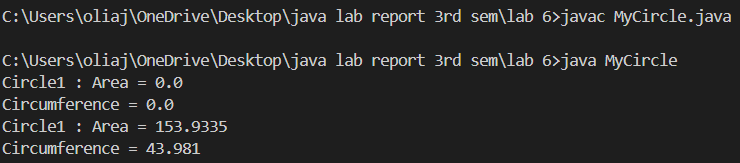 C:\Users\oliaj\OneDrive\Desktop\java lab report 3rd sem\lab 6>javac MyCircle.java
C:\Users\oliaj\OneDrive\Desktop\java lab report 3rd sem\lab 6>java MyCircle
Circle1 : Area = 0.0
Circumference = 0.0
Circle1 : Area = 153.9335
Circumference = 43.981